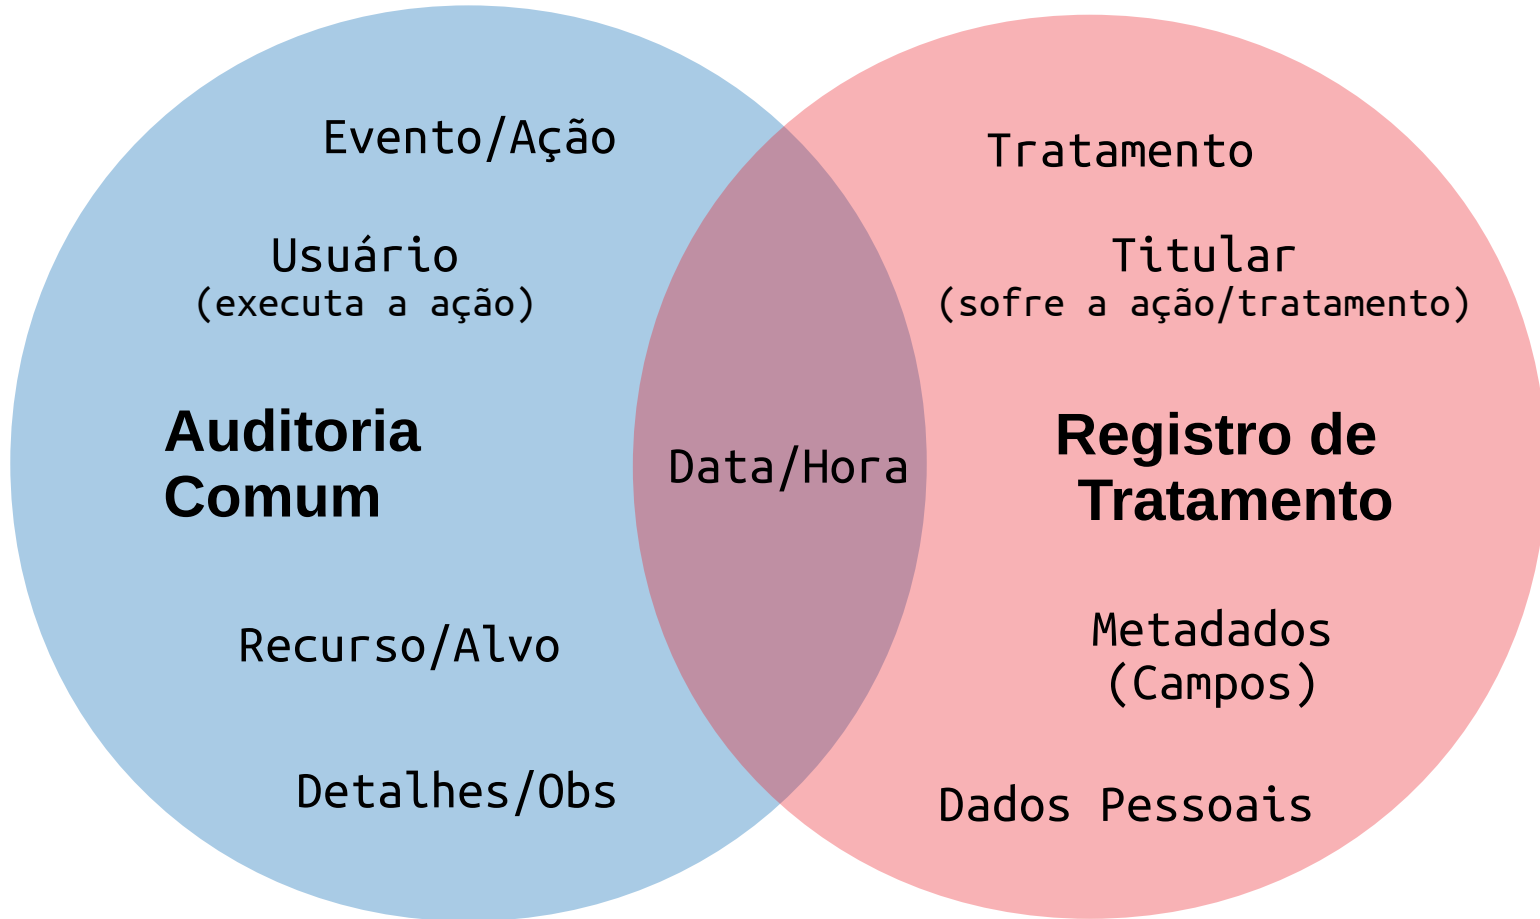 Evento/Ação
Usuário
(executa a ação)
Auditoria
Comum
Recurso/Alvo
Detalhes/Obs
Data/Hora
Tratamento
Titular
(sofre a ação/tratamento)
Registro de
Tratamento
Metadados
(Campos)
Dados Pessoais